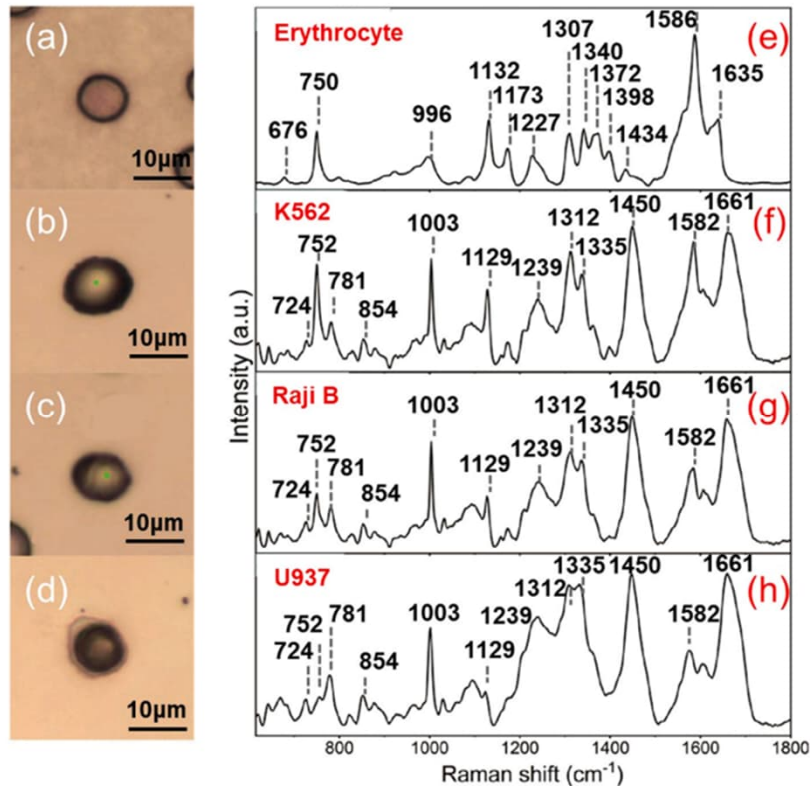 (a)
10μm
(b)
10μm
(c)
10μm
(d)
10μm
Intensity (a.u.)
Erythrocyte
(e)
676
750
996
1132
1173
1227
1307
1340
1372
1398
1434
1586
1635
K562
(f)
724
752
781
854
1003
1129
1239
1312
1335
1450
1582
1661
Raji B
(g)
724
752
781
854
1003
1129
1239
1312
1335
1450
1582
1661
U937
(h)
724
752
781
854
1003
1129
1239
1312
1335
1450
1582
1661
800 1000 1200 1400 1600 1800
Raman shift (cm⁻¹)